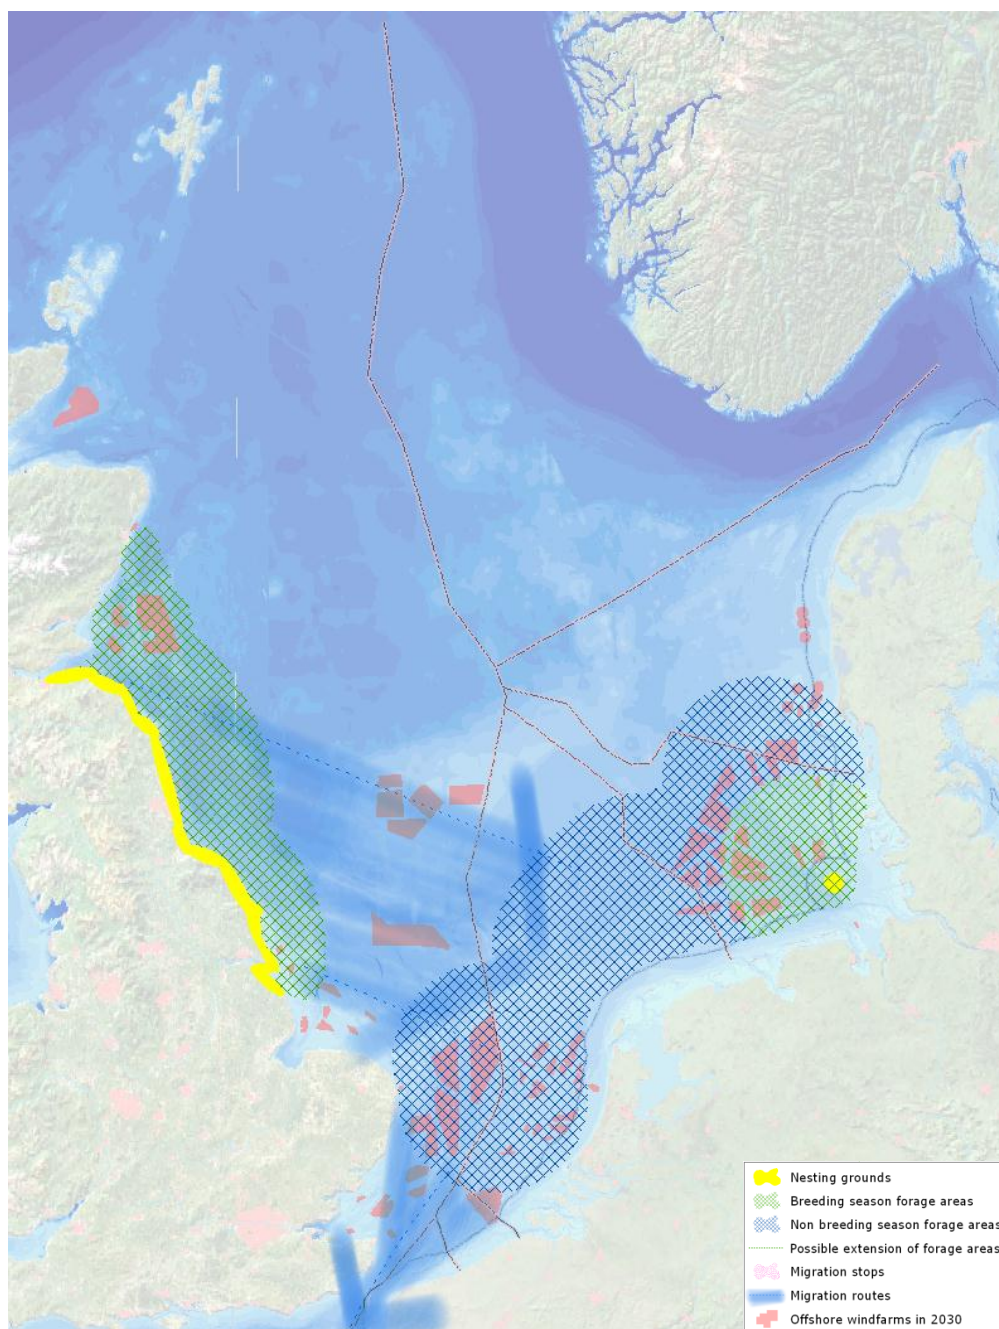 Nesting grounds
Breeding season forage areas
Non breeding season forage areas
Possible extension of forage areas
Migration stops
Migration routes
Offshore windfarms in 2030